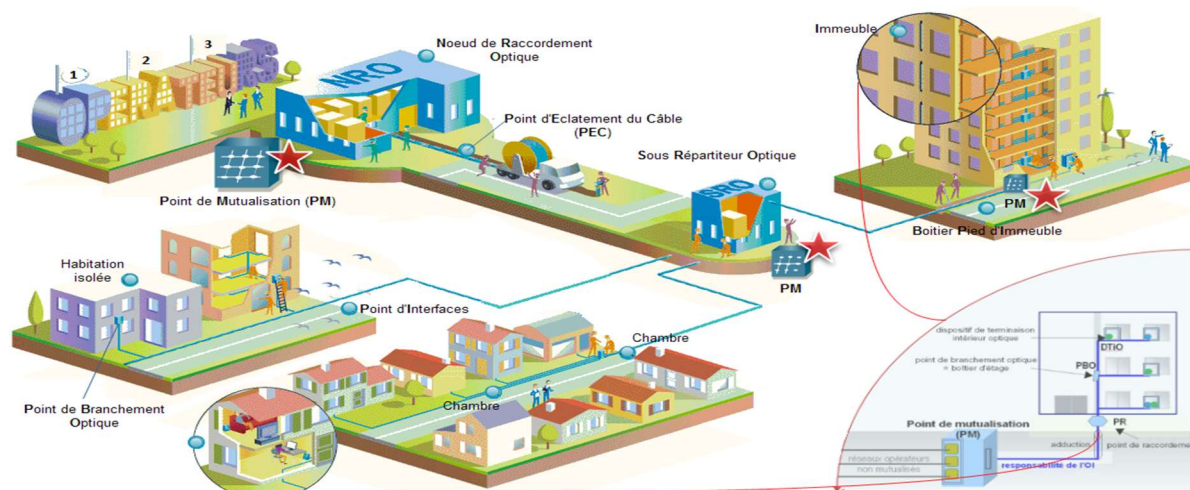 1
2
3
OPERATEURS
NRO
Noeud de Raccordement
Optique
Point d'Eclatement du Câble
(PEC)
Point de Mutualisation (PM)
Sous Répartiteur Optique
SRO
PM
Immeuble
PM
Boitier Pied d'Immeuble
Habitation
isolée
Point d'Interfaces
Point de Branchement
Optique
Chambre
Chambre
dispositif de terminaison
intérieur optique
DTiO
point de branchement optique
= boîtier d'étage
PBO
PR
Point de mutualisation
(PM)
adduction
point de raccordeme
réseaux opérateurs
non mutualisés
responsabilité de l'OI